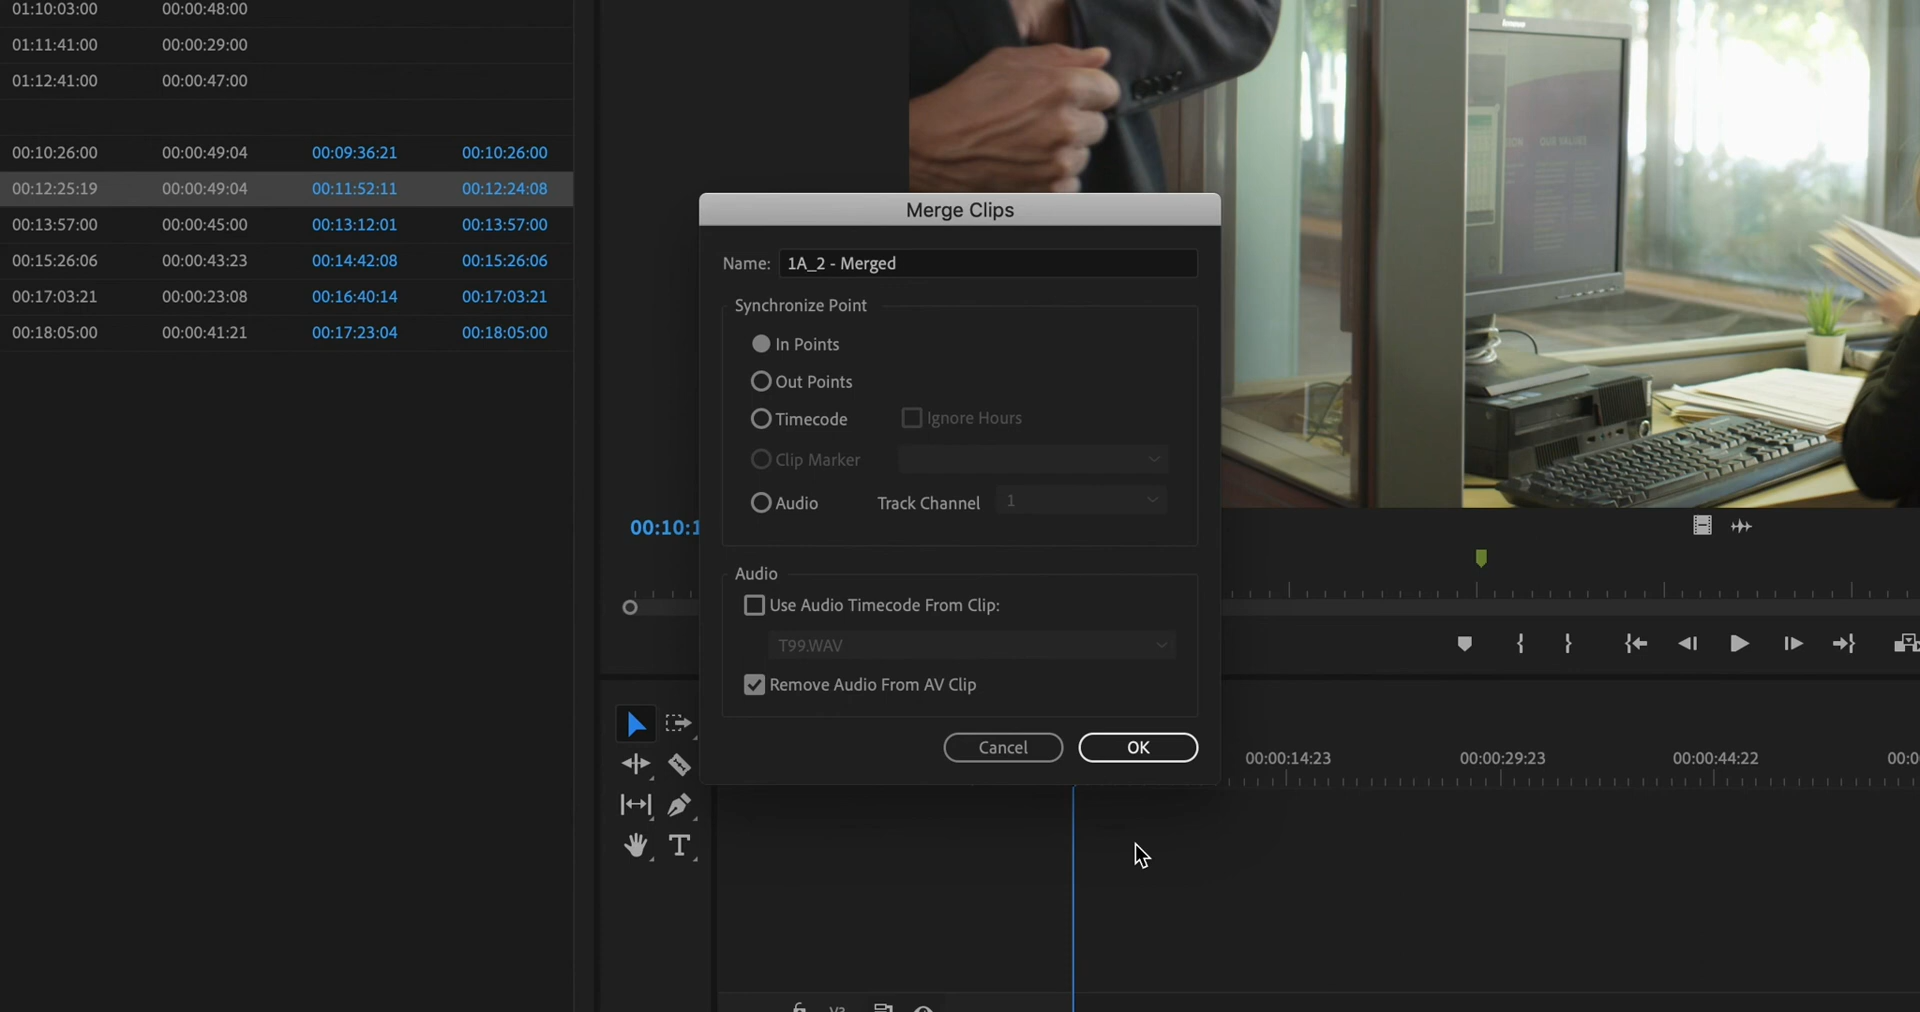 01:10:03:00 00:00:48:00
01:11:41:00 00:00:29:00
01:12:41:00 00:00:47:00
00:10:26:00 00:00:49:04 00:09:36:21 00:10:26:00
00:12:25:19 00:00:49:04 00:11:52:11 00:12:24:08
00:13:57:00 00:00:45:00 00:13:12:01 00:13:57:00
00:15:26:06 00:00:43:23 00:14:42:08 00:15:26:06
00:17:03:21 00:00:23:08 00:16:40:14 00:17:03:21
00:18:05:00 00:00:41:21 00:17:23:04 00:18:05:00
lenovo
OUR VALUES
Merge Clips
Name: 1A_2 - Merged
Synchronize Point
In Points
Out Points
Timecode Ignore Hours
Clip Marker
Audio Track Channel 1
Audio
Use Audio Timecode From Clip:
T99.WAV
Remove Audio From AV Clip
Cancel OK
00:10:1
00:00:14:23 00:00:29:23 00:00:44:22 00:0